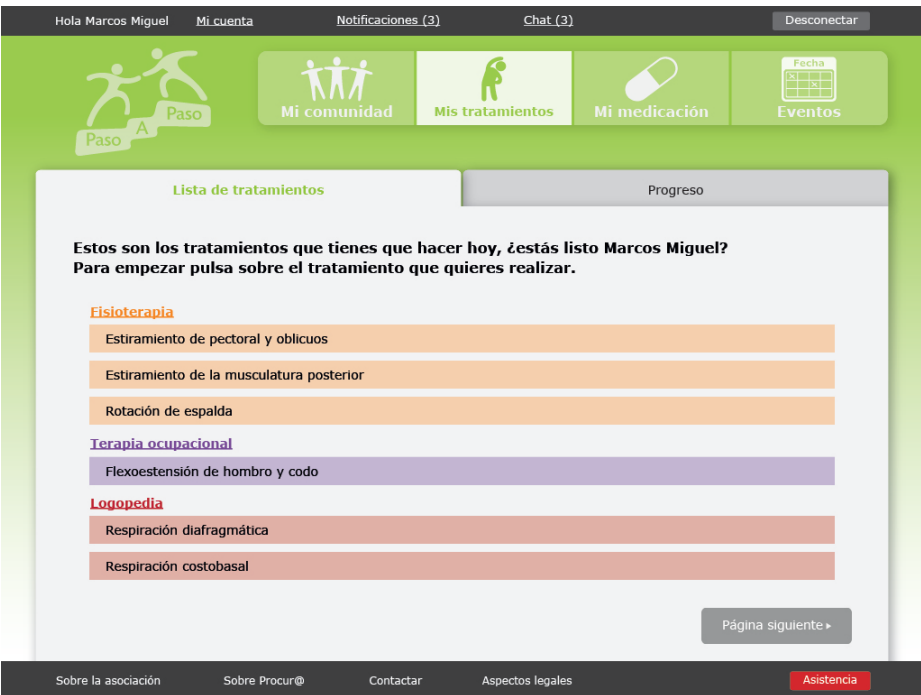 Hola Marcos Miguel Mi cuenta Notificaciones (3) Chat (3) Desconectar
Paso A Paso
Mi comunidad Mis tratamientos Mi medicación Fecha Eventos
Lista de tratamientos Progreso
Estos son los tratamientos que tienes que hacer hoy, ¿estás listo Marcos Miguel?
Para empezar pulsa sobre el tratamiento que quieres realizar.
Fisioterapia
Estiramiento de pectoral y oblicuos
Estiramiento de la musculatura posterior
Rotación de espalda
Terapia ocupacional
Flexoestensión de hombro y codo
Logopedia
Respiración diafragmática
Respiración costobasal
Página siguiente
Sobre la asociación Sobre Procur@ Contactar Aspectos legales Asistencia